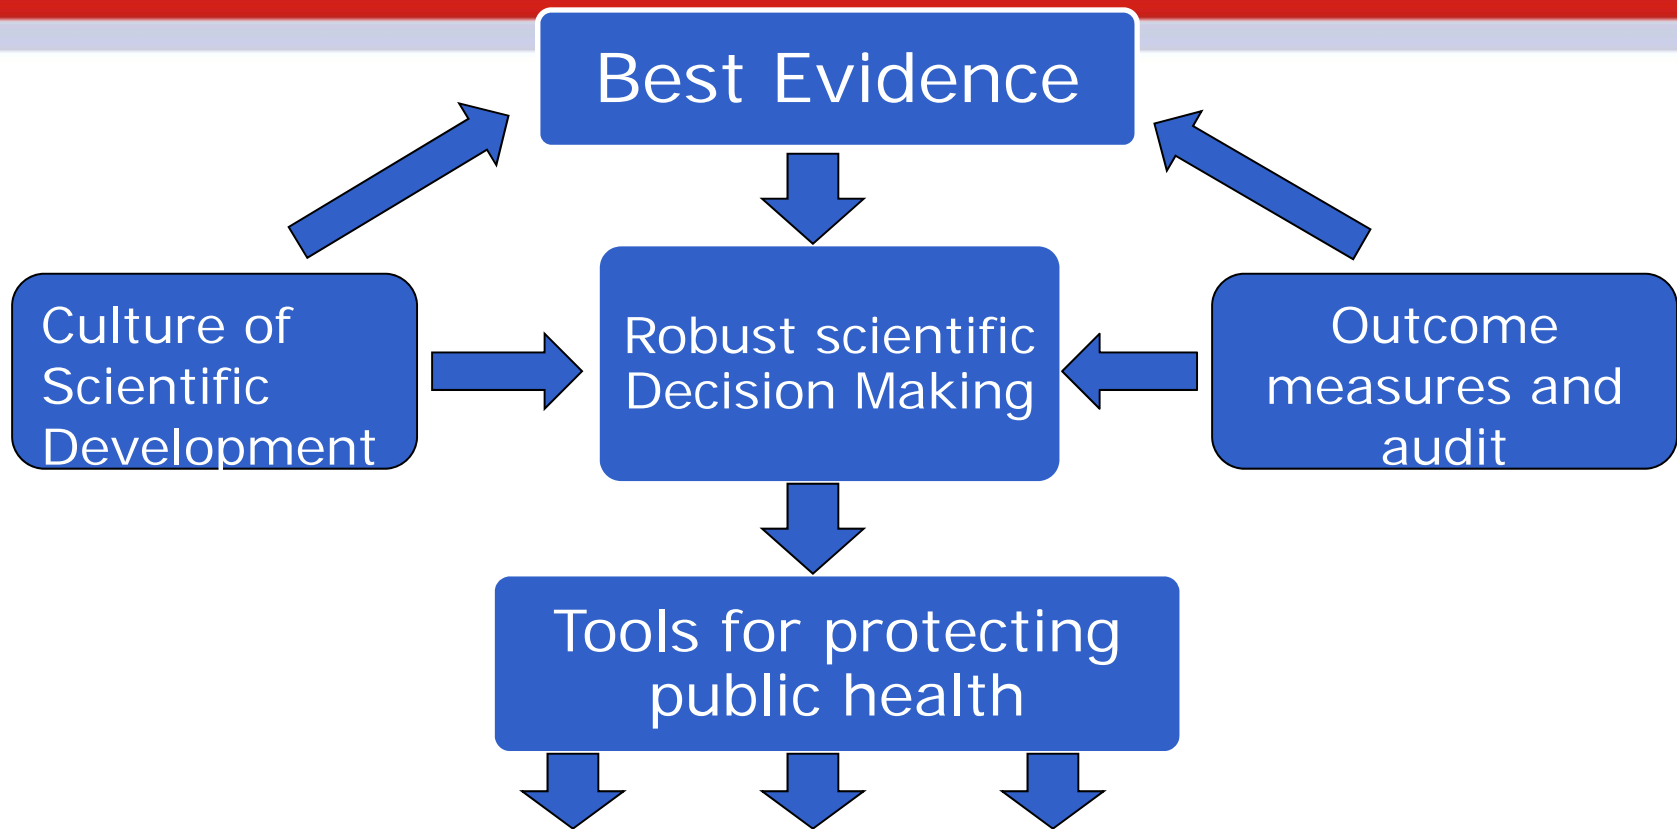 Best Evidence
Culture of
Scientific
Development
Robust scientific
Decision Making
Outcome
measures and
audit
Tools for protecting
public health